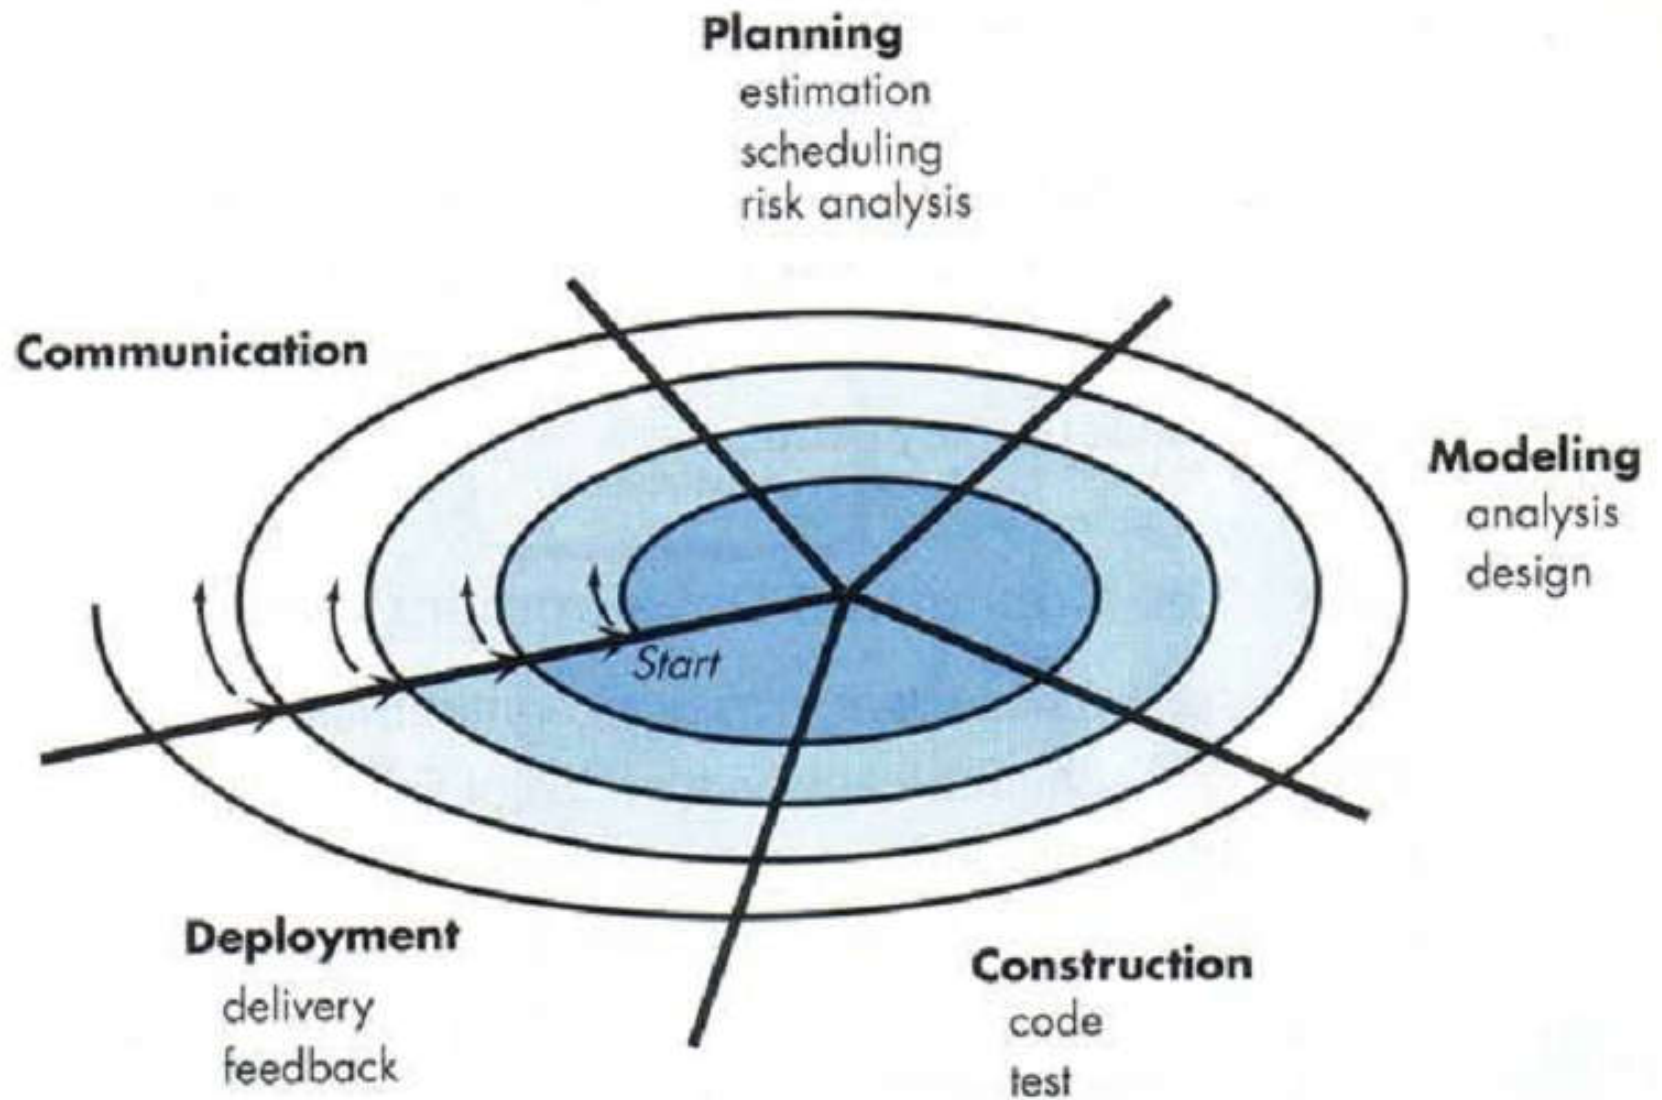 Planning
estimation
scheduling
risk analysis
Communication
Modeling
analysis
design
Start
Deployment
delivery
feedback
Construction
code
test